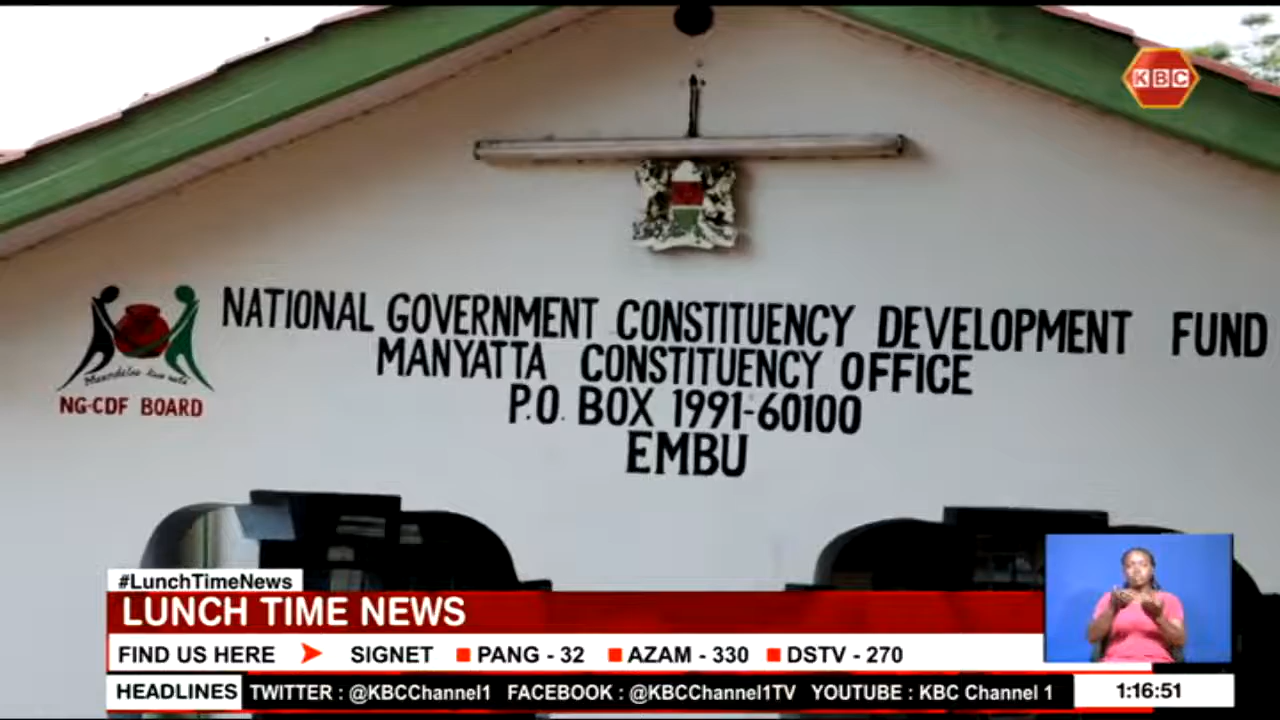 KBC
NATIONAL GOVERNMENT CONSTITUENCY DEVELOPMENT FUND
MANYATTA CONSTITUENCY OFFICE
P.O. BOX 1991-60100
EMBU
NG-CDF BOARD
#LunchTimeNews
LUNCH TIME NEWS
FIND US HERE SIGNET PANG - 32 AZAM - 330 DSTV - 270
HEADLINES TWITTER : @KBCChannel1 FACEBOOK : @KBCChannel1TV YOUTUBE : KBC Channel 1 1:16:51